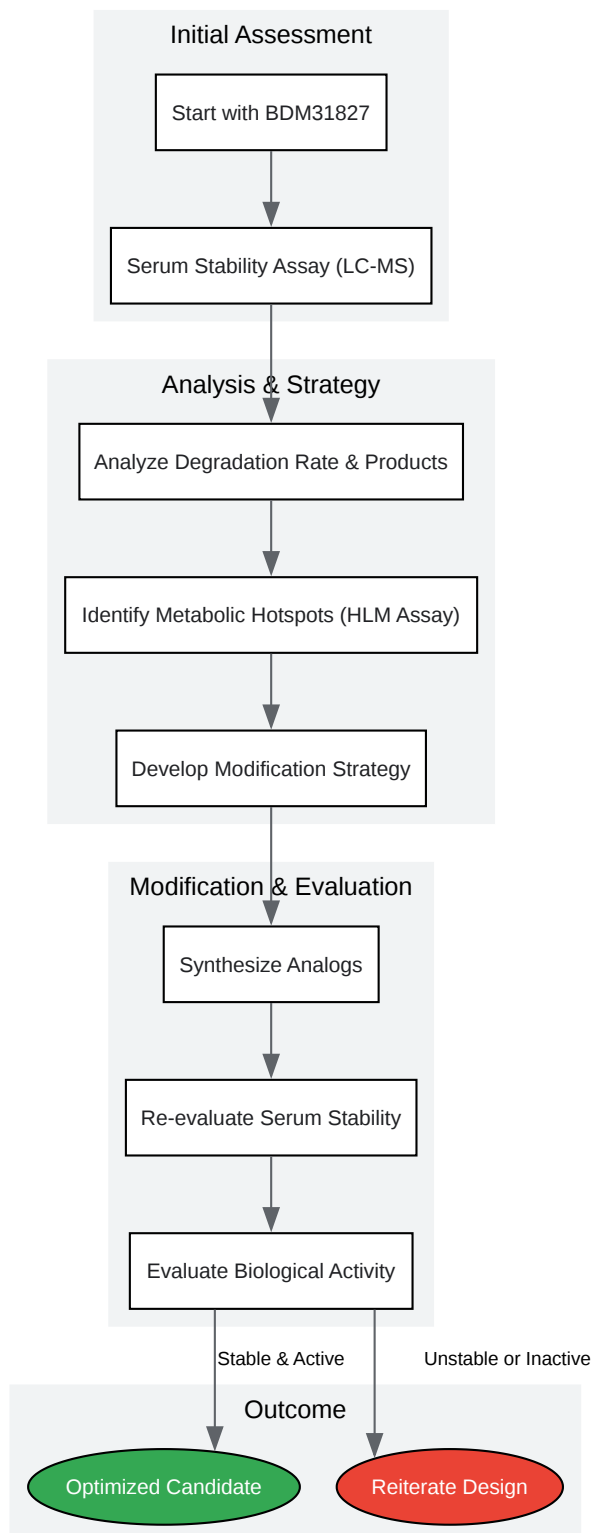 Initial Assessment
Start with BDM31827
Serum Stability Assay (LC-MS)
Analysis & Strategy
Analyze Degradation Rate & Products
Identify Metabolic Hotspots (HLM Assay)
Develop Modification Strategy
Modification & Evaluation
Synthesize Analogs
Re-evaluate Serum Stability
Evaluate Biological Activity
Stable & Active
Unstable or Inactive
Outcome
Optimized Candidate
Reiterate Design